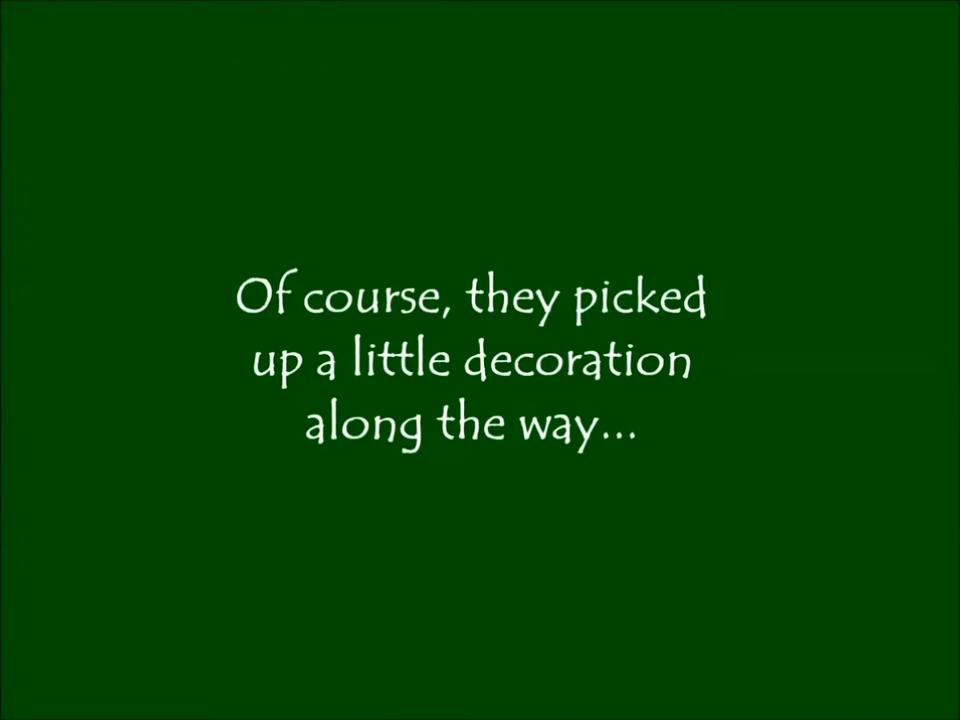 Of course, they picked
up a little decoration
along the way...